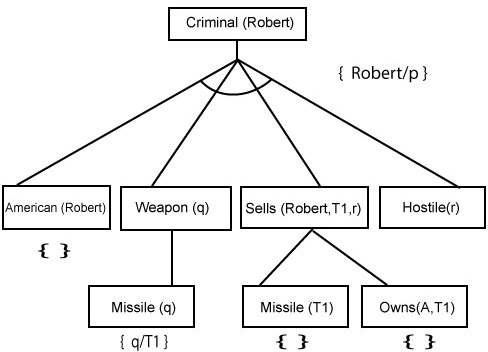 Criminal (Robert)
{ Robert/p }
American (Robert)
Weapon (q)
Sells (Robert,T1,r)
Hostile(r)
{ }
Missile (q)
Missile (T1)
Owns(A,T1)
{ q/T1 }
{ }
{ }